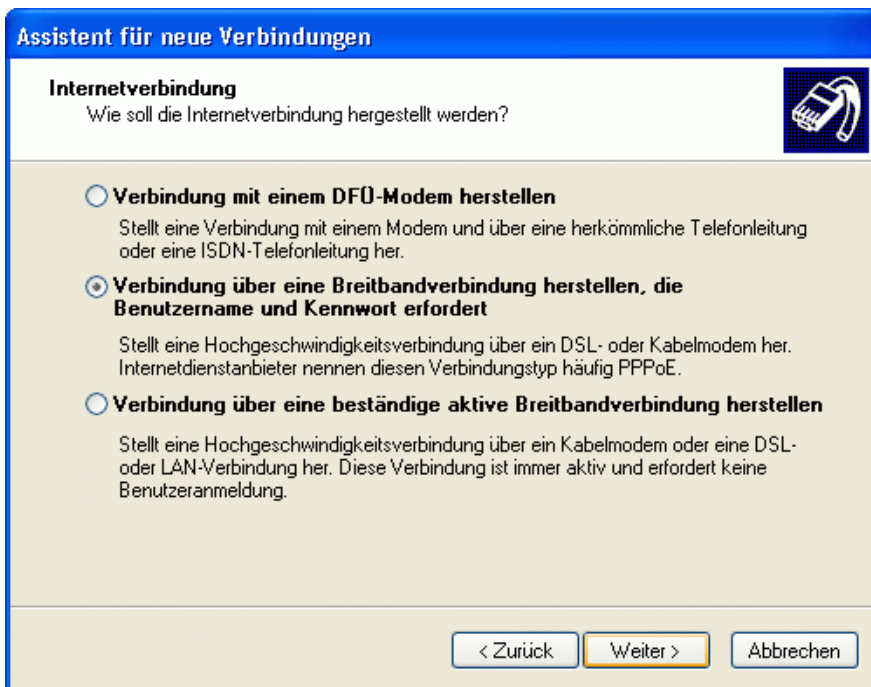 Assistent für neue Verbindungen
Internetverbindung
Wie soll die Internetverbindung hergestellt werden?
Verbindung mit einem DFÜ-Modem herstellen
Stellt eine Verbindung mit einem Modem und über eine herkömmliche Telefonleitung
oder eine ISDN-Telefonleitung her.
Verbindung über eine Breitbandverbindung herstellen, die
Benutzername und Kennwort erfordert
Stellt eine Hochgeschwindigkeitsverbindung über ein DSL- oder Kabelmodem her.
Internetdienstanbieter nennen diesen Verbindungstyp häufig PPPoE.
Verbindung über eine beständige aktive Breitbandverbindung herstellen
Stellt eine Hochgeschwindigkeitsverbindung über ein Kabelmodem oder eine DSL-
oder LAN-Verbindung her. Diese Verbindung ist immer aktiv und erfordert keine
Benutzeranmeldung.
< Zurück Weiter > Abbrechen